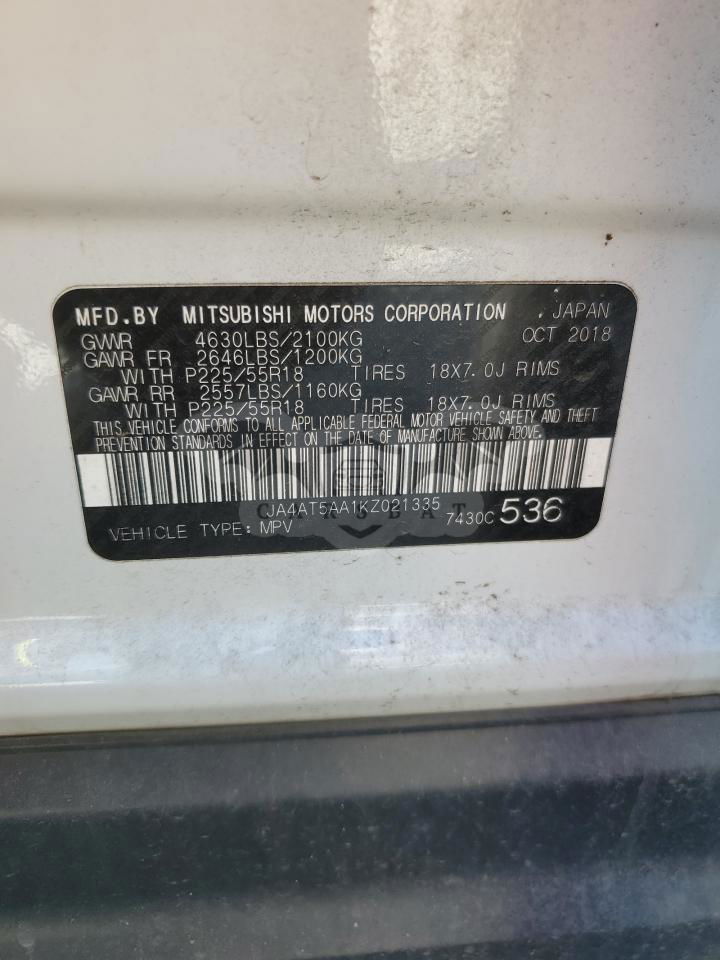 MFD.BY MITSUBISHI MOTORS CORPORATION . JAPAN
GVWR 4630LBS/2100KG OCT 2018
GAWR FR 2646LBS/1200KG
WITH P225/55R18 TIRES 18X7.0J RIMS
GAWR RR 2557LBS/1160KG
WITH P225/55R18 TIRES 18X7.0J RIMS
THIS VEHICLE CONFORMS TO ALL APPLICABLE FEDERAL MOTOR VEHICLE SAFETY AND THEFT
PREVENTION STANDARDS IN EFFECT ON THE DATE OF MANUFACTURE SHOWN ABOVE.
JA4AT5AA1KZ021335
CARSBAT
VEHICLE TYPE: MPV 7430C 536